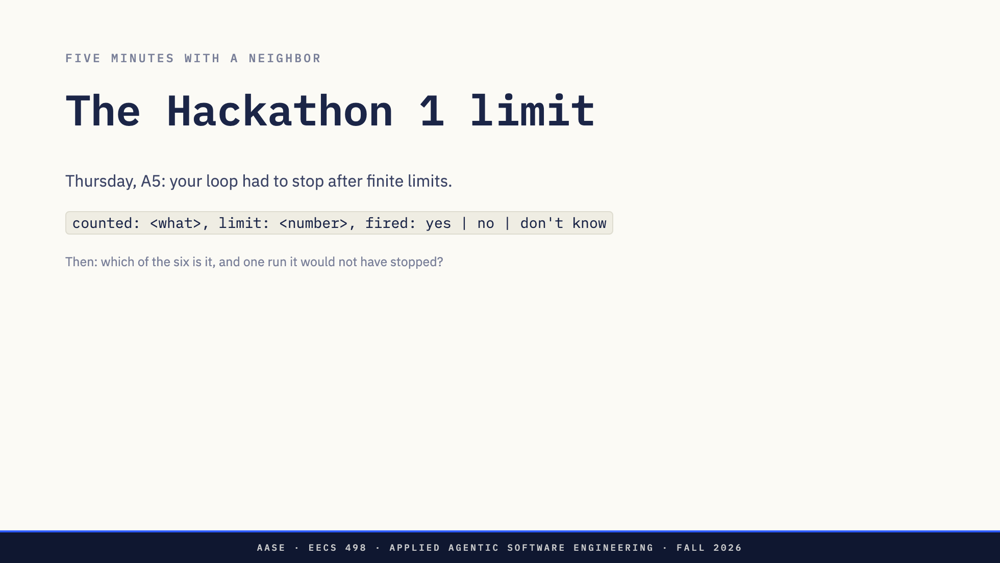 FIVE MINUTES WITH A NEIGHBOR
The Hackathon 1 limit
Thursday, A5: your loop had to stop after finite limits.
counted: <what>, limit: <number>, fired: yes | no | don't know
Then: which of the six is it, and one run it would not have stopped?
AASE · EECS 498 · APPLIED AGENTIC SOFTWARE ENGINEERING · FALL 2026